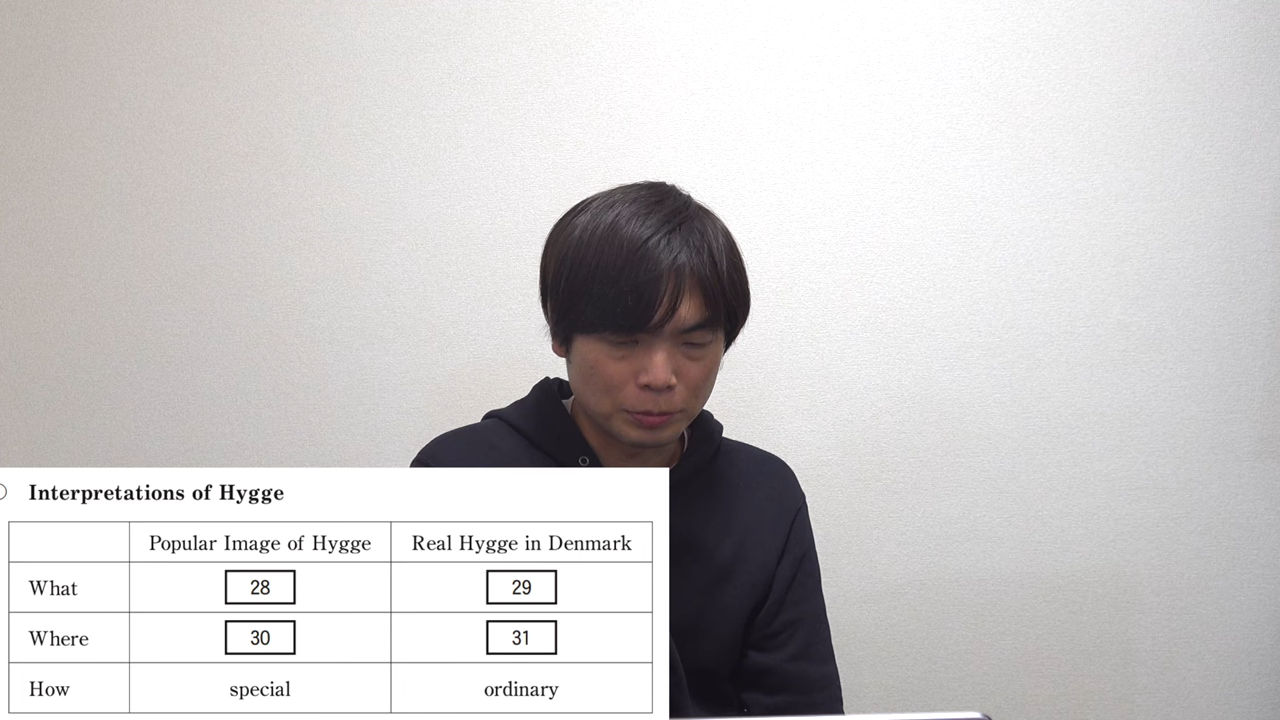 Interpretations of Hygge
Popular Image of Hygge Real Hygge in Denmark
What 28 29
Where 30 31
How special ordinary